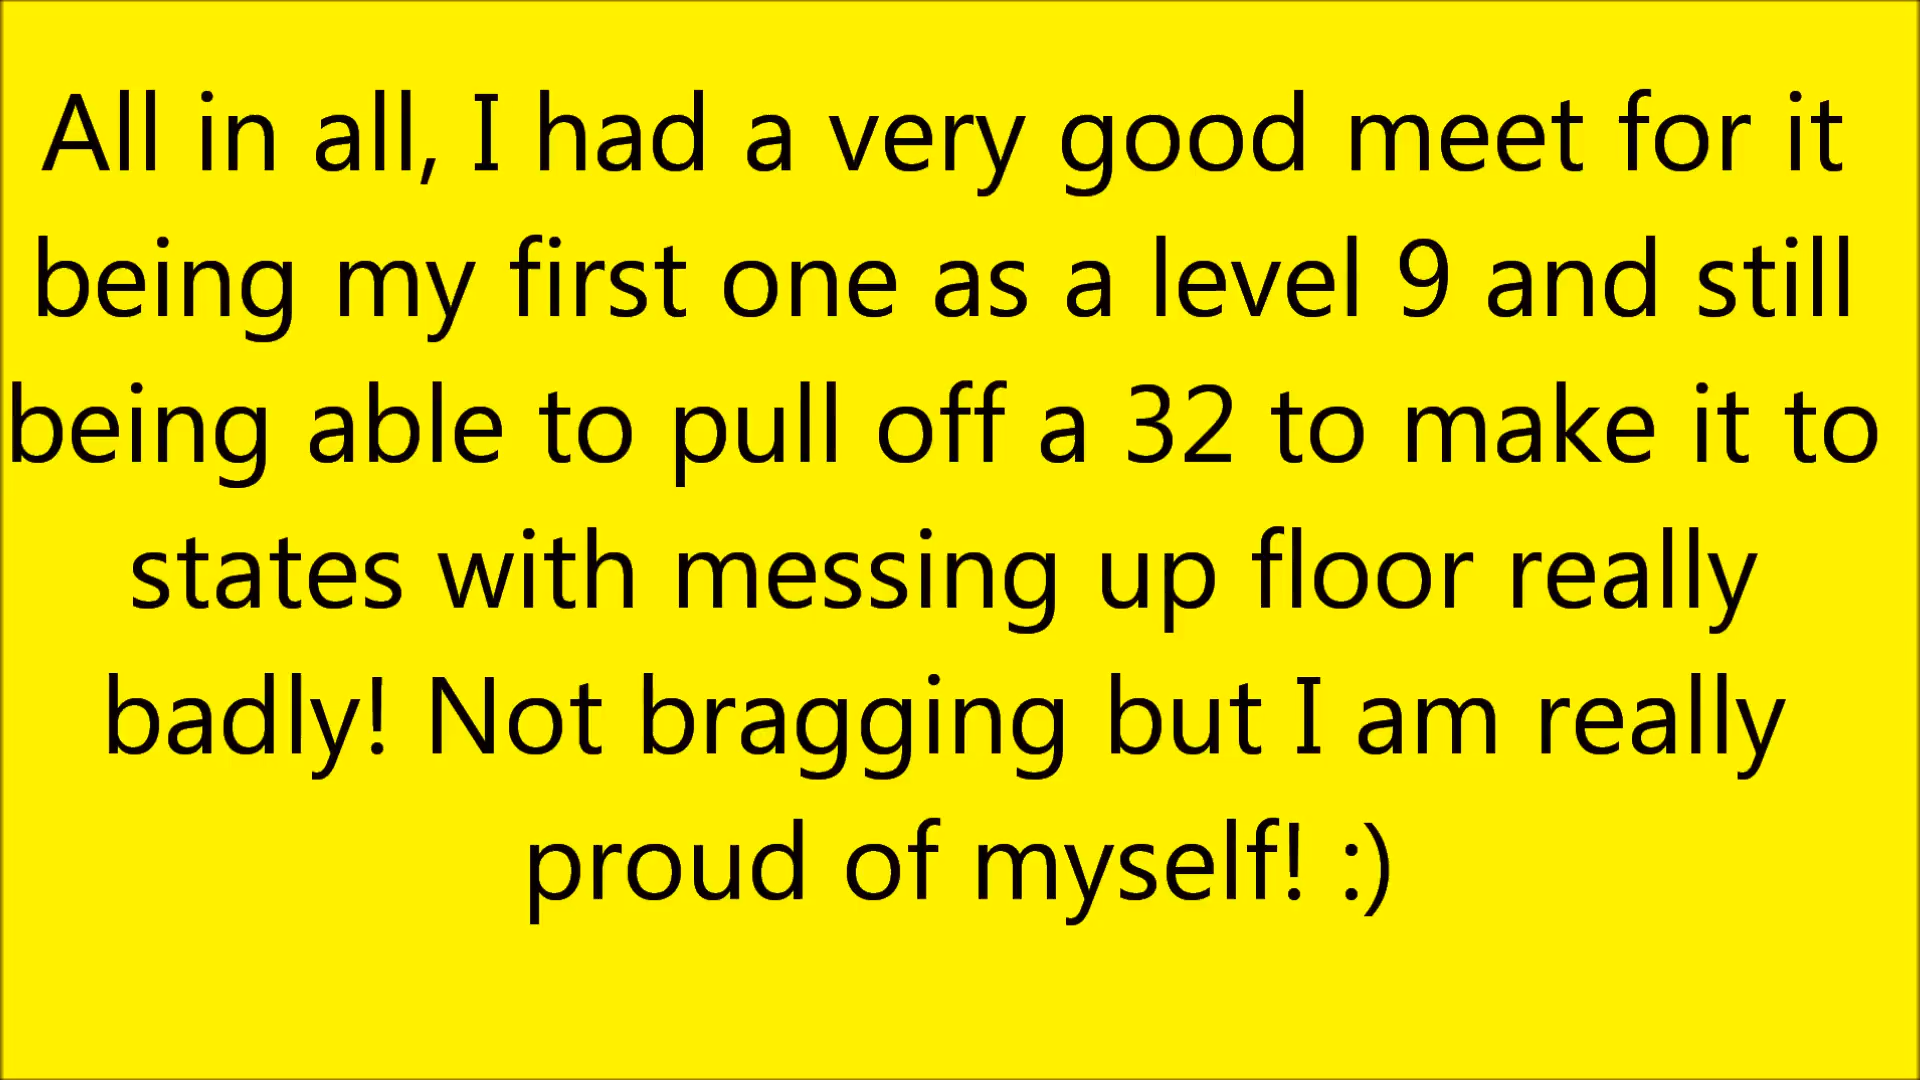 All in all, I had a very good meet for it
being my first one as a level 9 and still
being able to pull off a 32 to make it to
states with messing up floor really
badly! Not bragging but I am really
proud of myself! :)